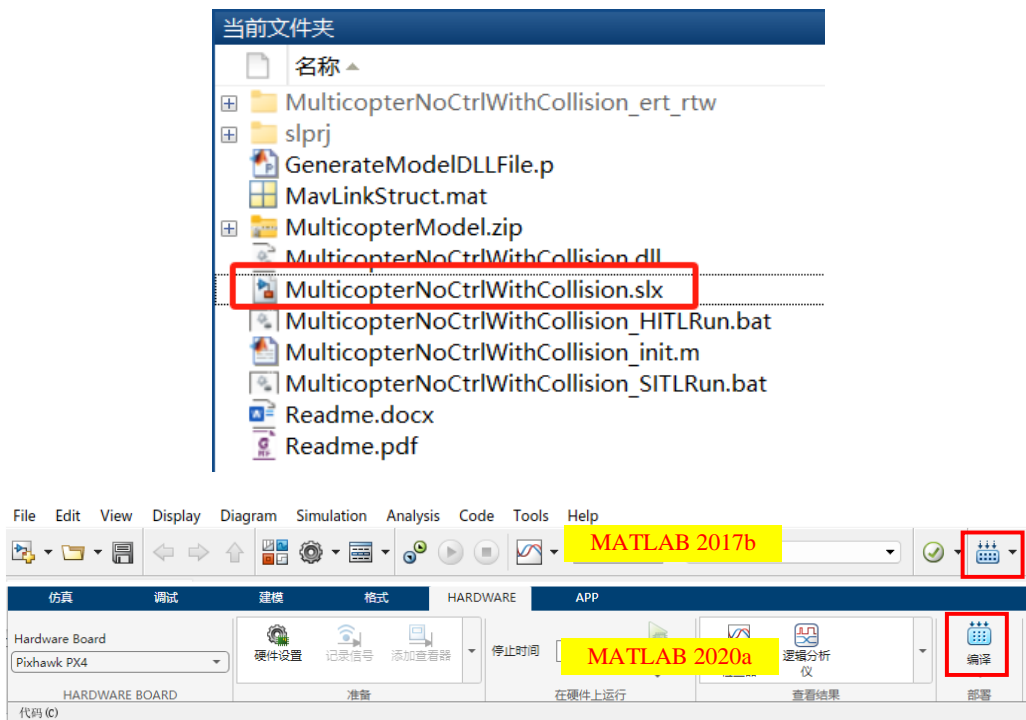 当前文件夹
名称
MulticopterNoCtrlWithCollision_ert_rtw
slprj
GenerateModelDLLFile.p
MavLinkStruct.mat
MulticopterModel.zip
MulticopterNoCtrlWithCollision.dll
MulticopterNoCtrlWithCollision.slx
MulticopterNoCtrlWithCollision_HITLRun.bat
MulticopterNoCtrlWithCollision_init.m
MulticopterNoCtrlWithCollision_SITLRun.bat
Readme.docx
Readme.pdf
File Edit View Display Diagram Simulation Analysis Code Tools Help
MATLAB 2017b
仿真 调试 建模 格式 HARDWARE APP
Hardware Board
Pixhawk PX4
硬件设置 记录信号 添加查看器 停止时间 MATLAB 2020a 逻辑分析仪 编译
HARDWARE BOARD 准备 在硬件上运行 查看结果 部署
代码 (C)